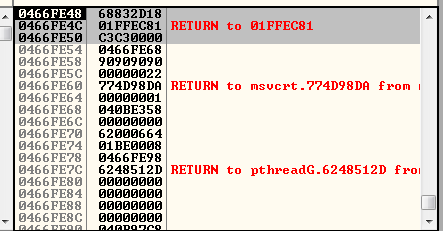 0466FE48 68832D18
0466FE4C 01FFEC81 RETURN to 01FFEC81
0466FE50 C3C30000
0466FE54 0466FE68
0466FE58 90909090
0466FE5C 00000022
0466FE60 774D98DA RETURN to msvcrt.774D98DA from
0466FE64 00000001
0466FE68 040BE358
0466FE6C 00000000
0466FE70 62000664
0466FE74 01BE0008
0466FE78 0466FE98
0466FE7C 6248512D RETURN to pthreadG.6248512D fro
0466FE80 00000000
0466FE84 00000000
0466FE88 00000000
0466FE8C 00000000